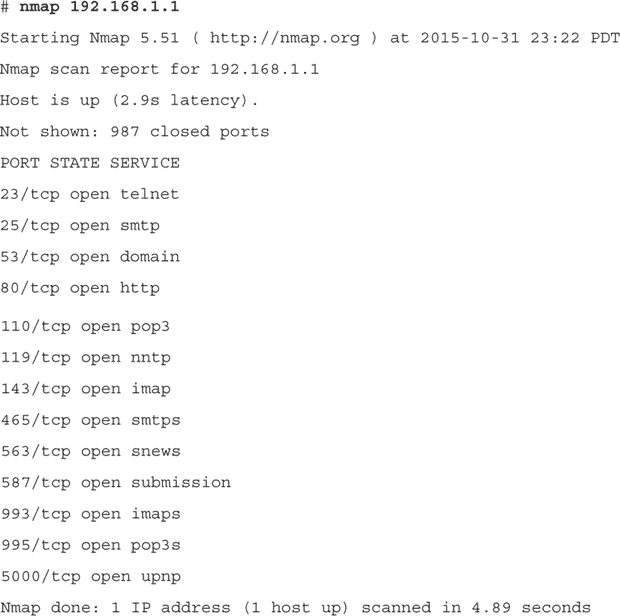 # nmap 192.168.1.1
Starting Nmap 5.51 ( http://nmap.org ) at 2015-10-31 23:22 PDT
Nmap scan report for 192.168.1.1
Host is up (2.9s latency).
Not shown: 987 closed ports
PORT STATE SERVICE
23/tcp open telnet
25/tcp open smtp
53/tcp open domain
80/tcp open http
110/tcp open pop3
119/tcp open nntp
143/tcp open imap
465/tcp open smtps
563/tcp open snews
587/tcp open submission
993/tcp open imaps
995/tcp open pop3s
5000/tcp open upnp
Nmap done: 1 IP address (1 host up) scanned in 4.89 seconds